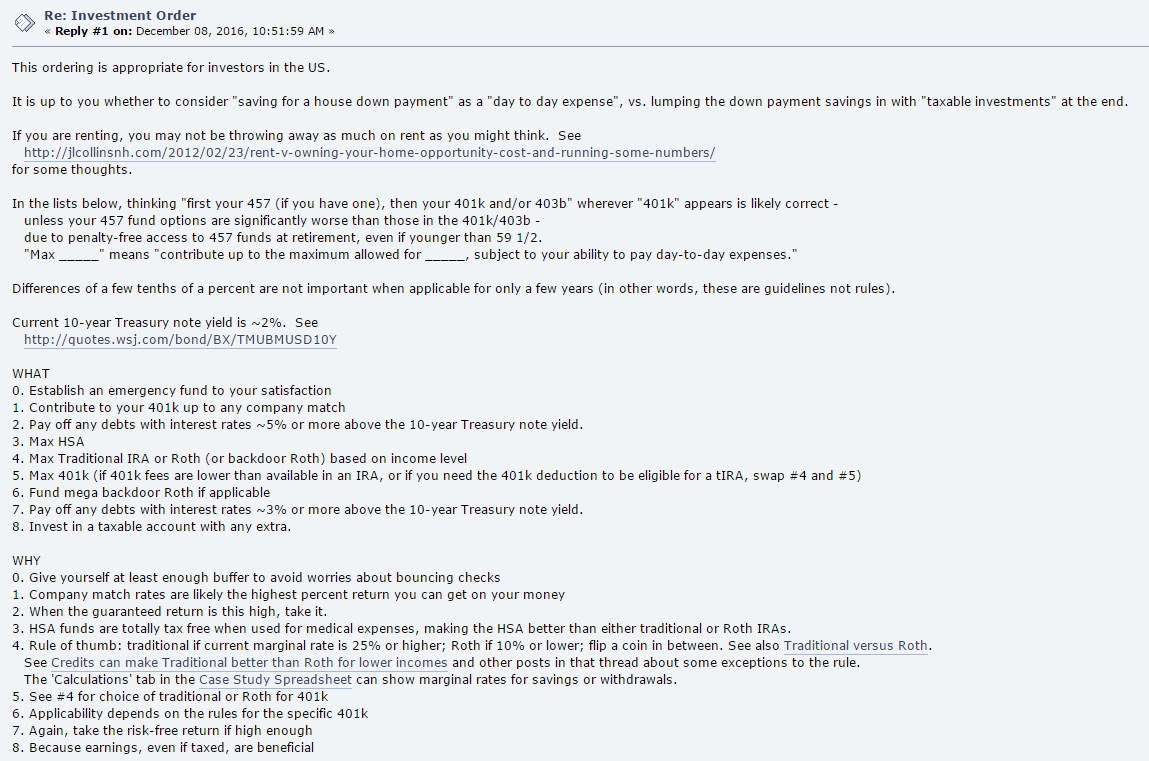 Re: Investment Order
« Reply #1 on: December 08, 2016, 10:51:59 AM »
This ordering is appropriate for investors in the US.
It is up to you whether to consider "saving for a house down payment" as a "day to day expense", vs. lumping the down payment savings in with "taxable investments" at the end.
If you are renting, you may not be throwing away as much on rent as you might think.  See
http://jlcollinsnh.com/2012/02/23/rent-v-owning-your-home-opportunity-cost-and-running-some-numbers/
for some thoughts.
In the lists below, thinking "first your 457 (if you have one), then your 401k and/or 403b" wherever "401k" appears is likely correct -
unless your 457 fund options are significantly worse than those in the 401k/403b -
due to penalty-free access to 457 funds at retirement, even if younger than 59 1/2.
"Max _____" means "contribute up to the maximum allowed for _____, subject to your ability to pay day-to-day expenses."
Differences of a few tenths of a percent are not important when applicable for only a few years (in other words, these are guidelines not rules).
Current 10-year Treasury note yield is ~2%.  See
http://quotes.wsj.com/bond/BX/TMUBMUSD10Y
WHAT
0. Establish an emergency fund to your satisfaction
1. Contribute to your 401k up to any company match
2. Pay off any debts with interest rates ~5% or more above the 10-year Treasury note yield.
3. Max HSA
4. Max Traditional IRA or Roth (or backdoor Roth) based on income level
5. Max 401k (if 401k fees are lower than available in an IRA, or if you need the 401k deduction to be eligible for a tIRA, swap #4 and #5)
6. Fund mega backdoor Roth if applicable
7. Pay off any debts with interest rates ~3% or more above the 10-year Treasury note yield.
8. Invest in a taxable account with any extra.
WHY
0. Give yourself at least enough buffer to avoid worries about bouncing checks
1. Company match rates are likely the highest percent return you can get on your money
2. When the guaranteed return is this high, take it.
3. HSA funds are totally tax free when used for medical expenses, making the HSA better than either traditional or Roth IRAs.
4. Rule of thumb: traditional if current marginal rate is 25% or higher; Roth if 10% or lower; flip a coin in between. See also Traditional versus Roth.
See Credits can make Traditional better than Roth for lower incomes and other posts in that thread about some exceptions to the rule.
The 'Calculations' tab in the Case Study Spreadsheet can show marginal rates for savings or withdrawals.
5. See #4 for choice of traditional or Roth for 401k
6. Applicability depends on the rules for the specific 401k
7. Again, take the risk-free return if high enough
8. Because earnings, even if taxed, are beneficial